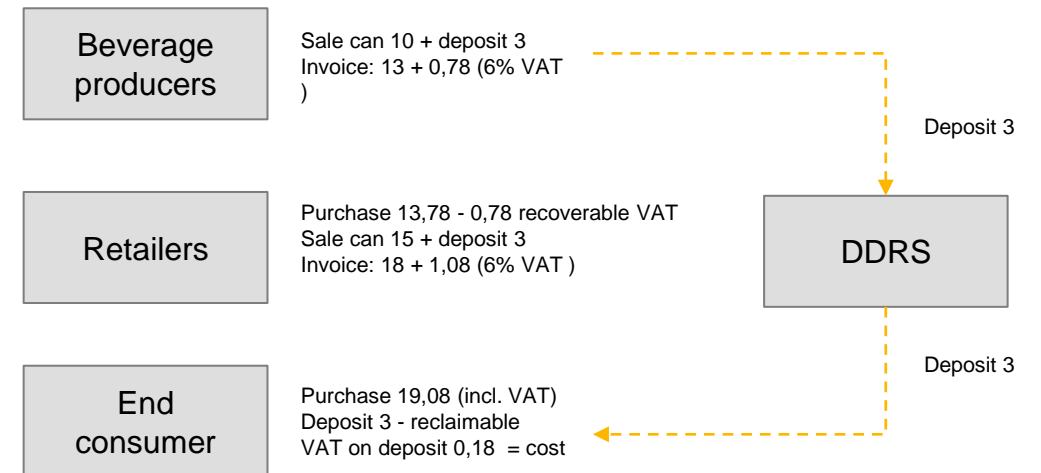 Beverage
producers
Sale can 10 + deposit 3
Invoice: 13 + 0,78 (6% VAT
)
Deposit 3
Retailers
Purchase 13,78 - 0,78 recoverable VAT
Sale can 15 + deposit 3
Invoice: 18 + 1,08 (6% VAT )
DDRS
Deposit 3
End
consumer
Purchase 19,08 (incl. VAT)
Deposit 3 - reclaimable
VAT on deposit 0,18 = cost